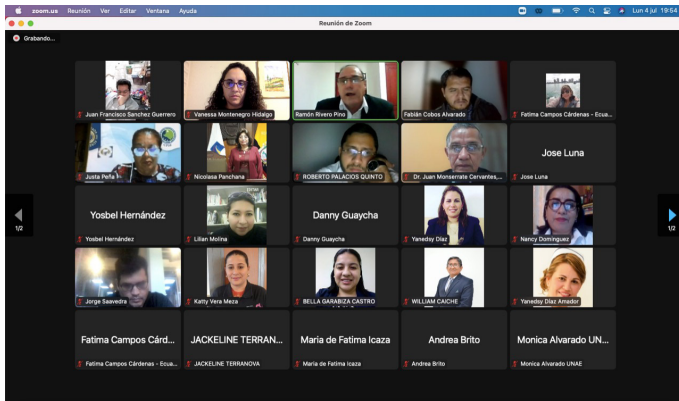 zoom.us Reunión Ver Editar Ventana Ayuda
Lun 4 jul 19:54
Reunión de Zoom
Grabando...
Juan Francisco Sanchez Guerrero
Vanessa Montenegro Hidalgo
Ramón Rivero Pino
Fabián Cobos Alvarado
Fatima Campos Cárdenas - Ecua...
Justa Peña
Nicolasa Panchana
ROBERTO PALACIOS QUINTO
Dr. Juan Monserrate Cervantes,...
Jose Luna
Jose Luna
Yosbel Hernández
Yosbel Hernández
Lilian Molina
Danny Guaycha
Danny Guaycha
Yanedsy Díaz
Nancy Dominguez
1/2
1/2
Jorge Saavedra
Katty Vera Meza
BELLA GARABIZA CASTRO
WILLIAM CAICHE
Yanedsy Díaz Amador
Fatima Campos Cárd...
JACKELINE TERRAN...
Maria de Fatima Icaza
Andrea Brito
Monica Alvarado UN...
Fatima Campos Cárdenas - Ecua...
JACKELINE TERRANOVA
Maria de Fatima Icaza
Andrea Brito
Monica Alvarado UNAE